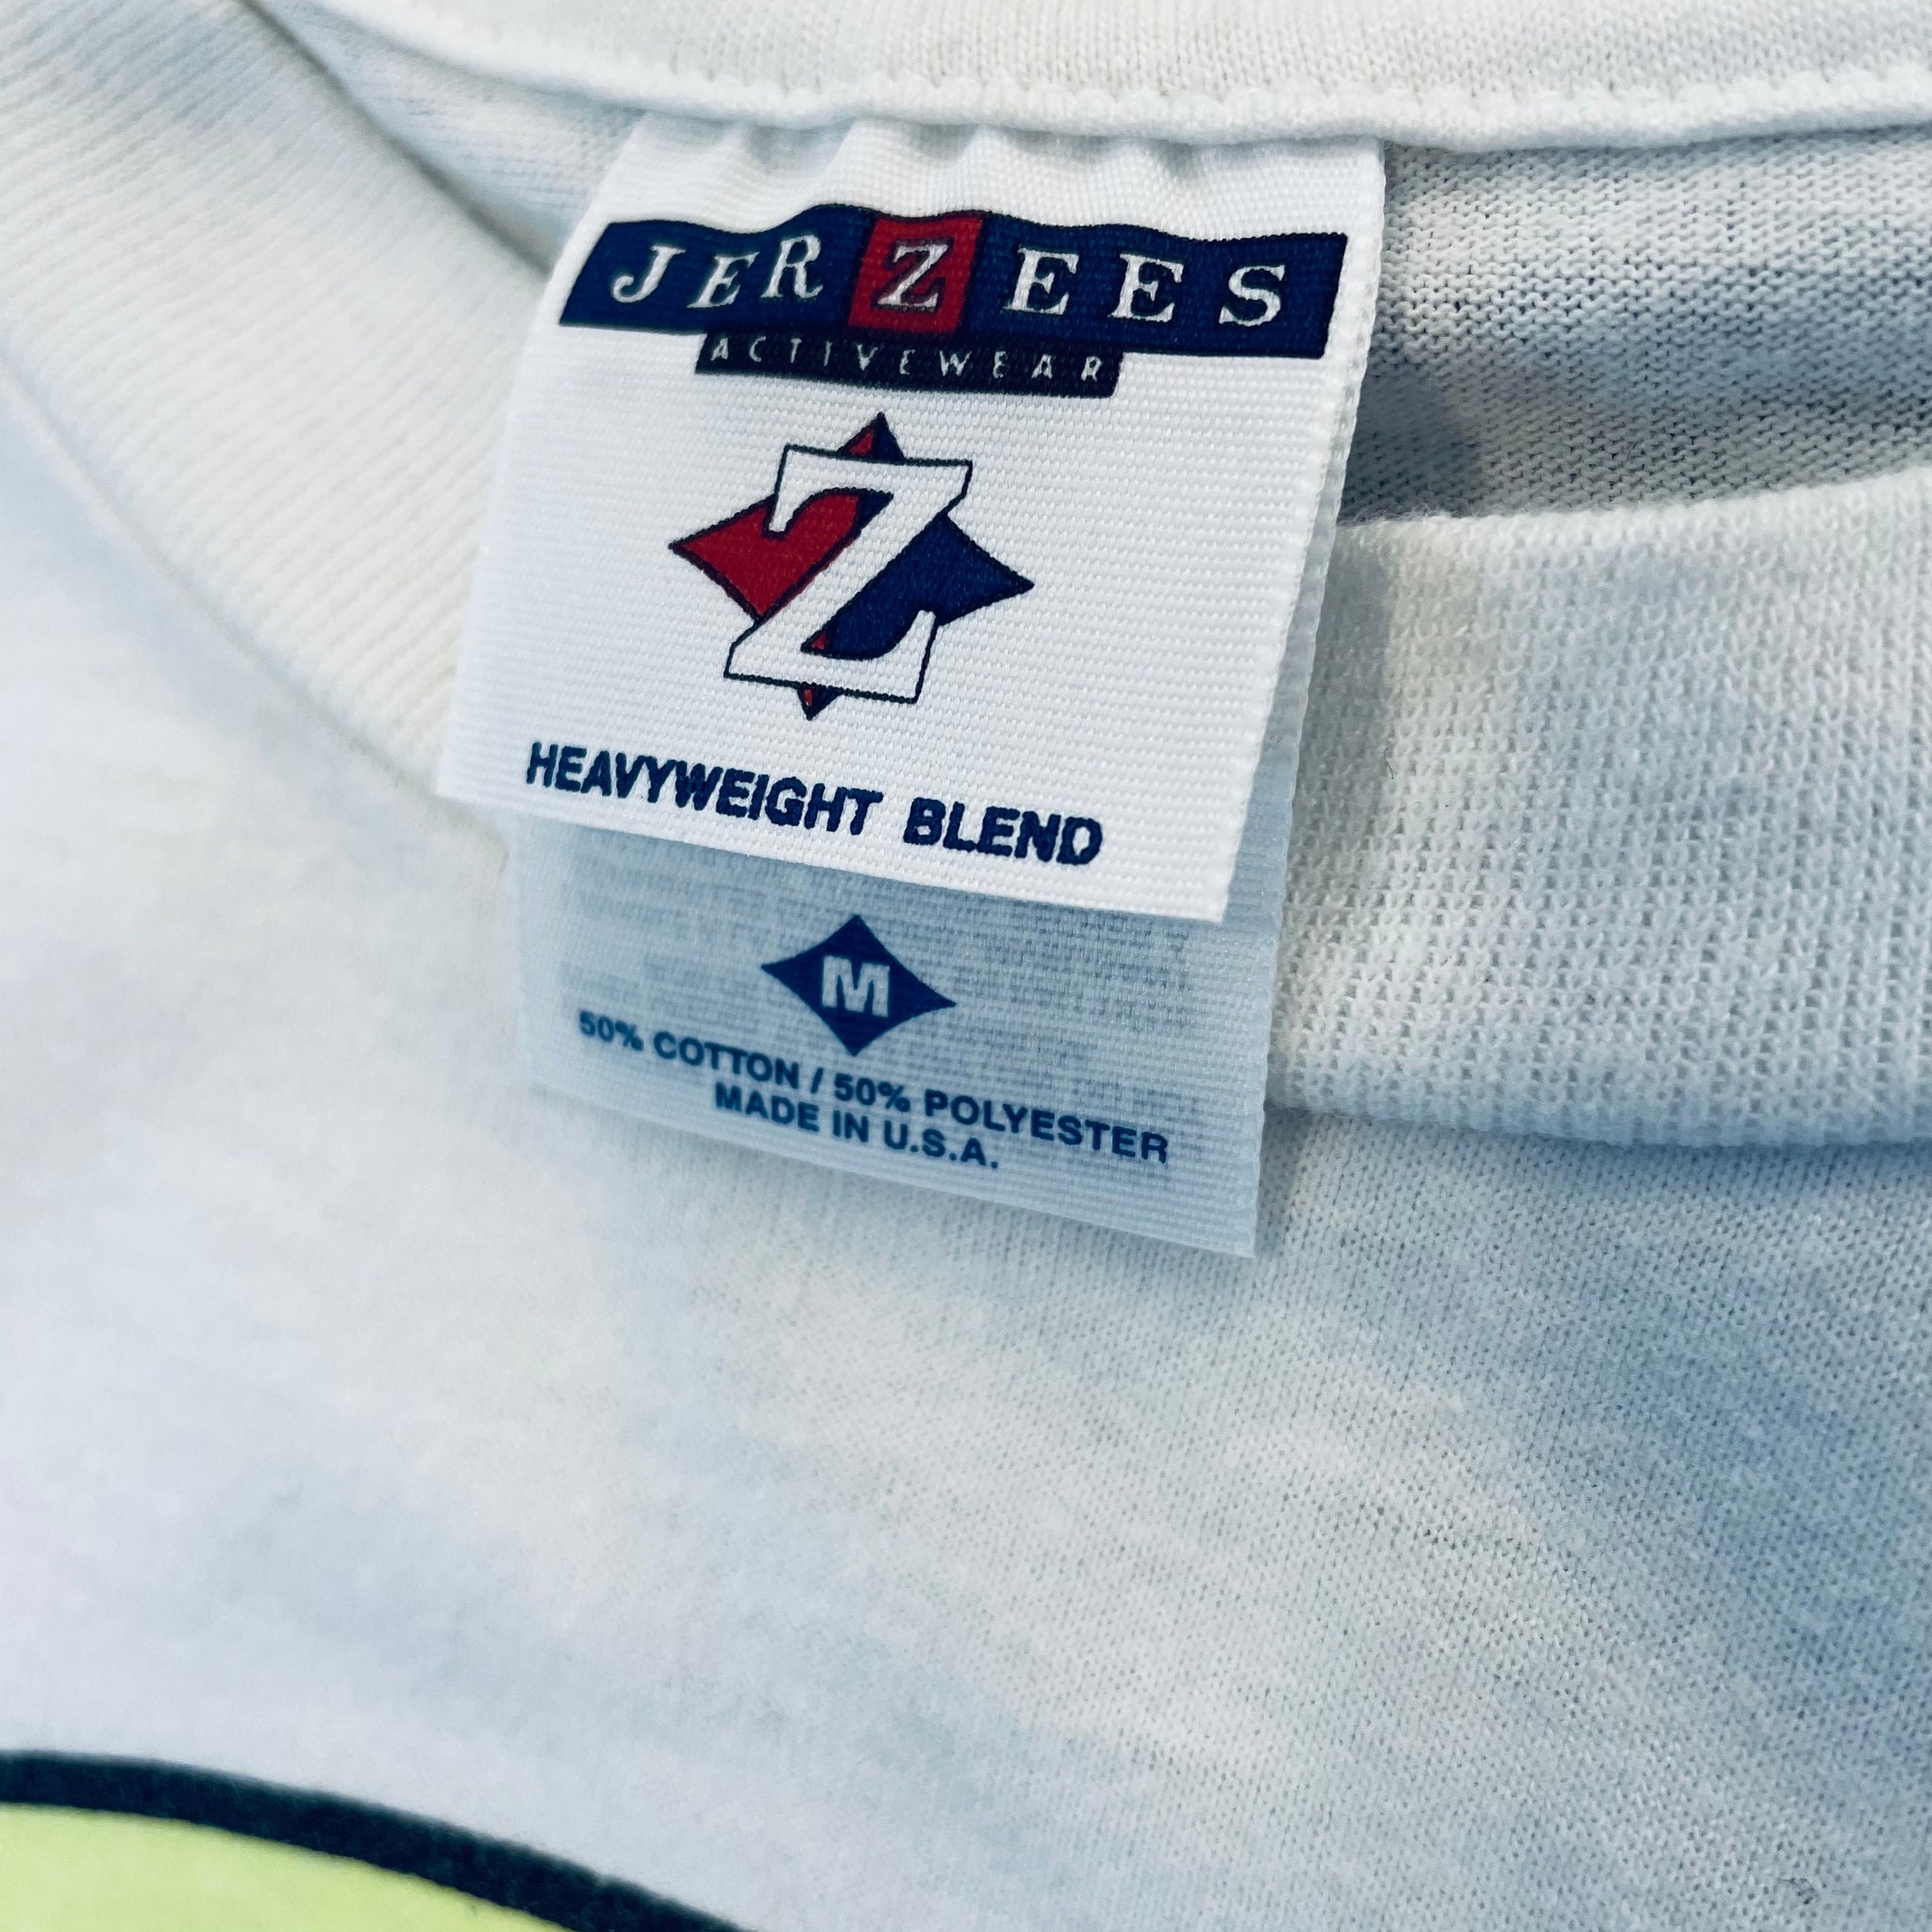 JERZEES
ACTIVEWEAR
Z
HEAVYWEIGHT BLEND
M
50% COTTON / 50% POLYESTER
MADE IN U.S.A.